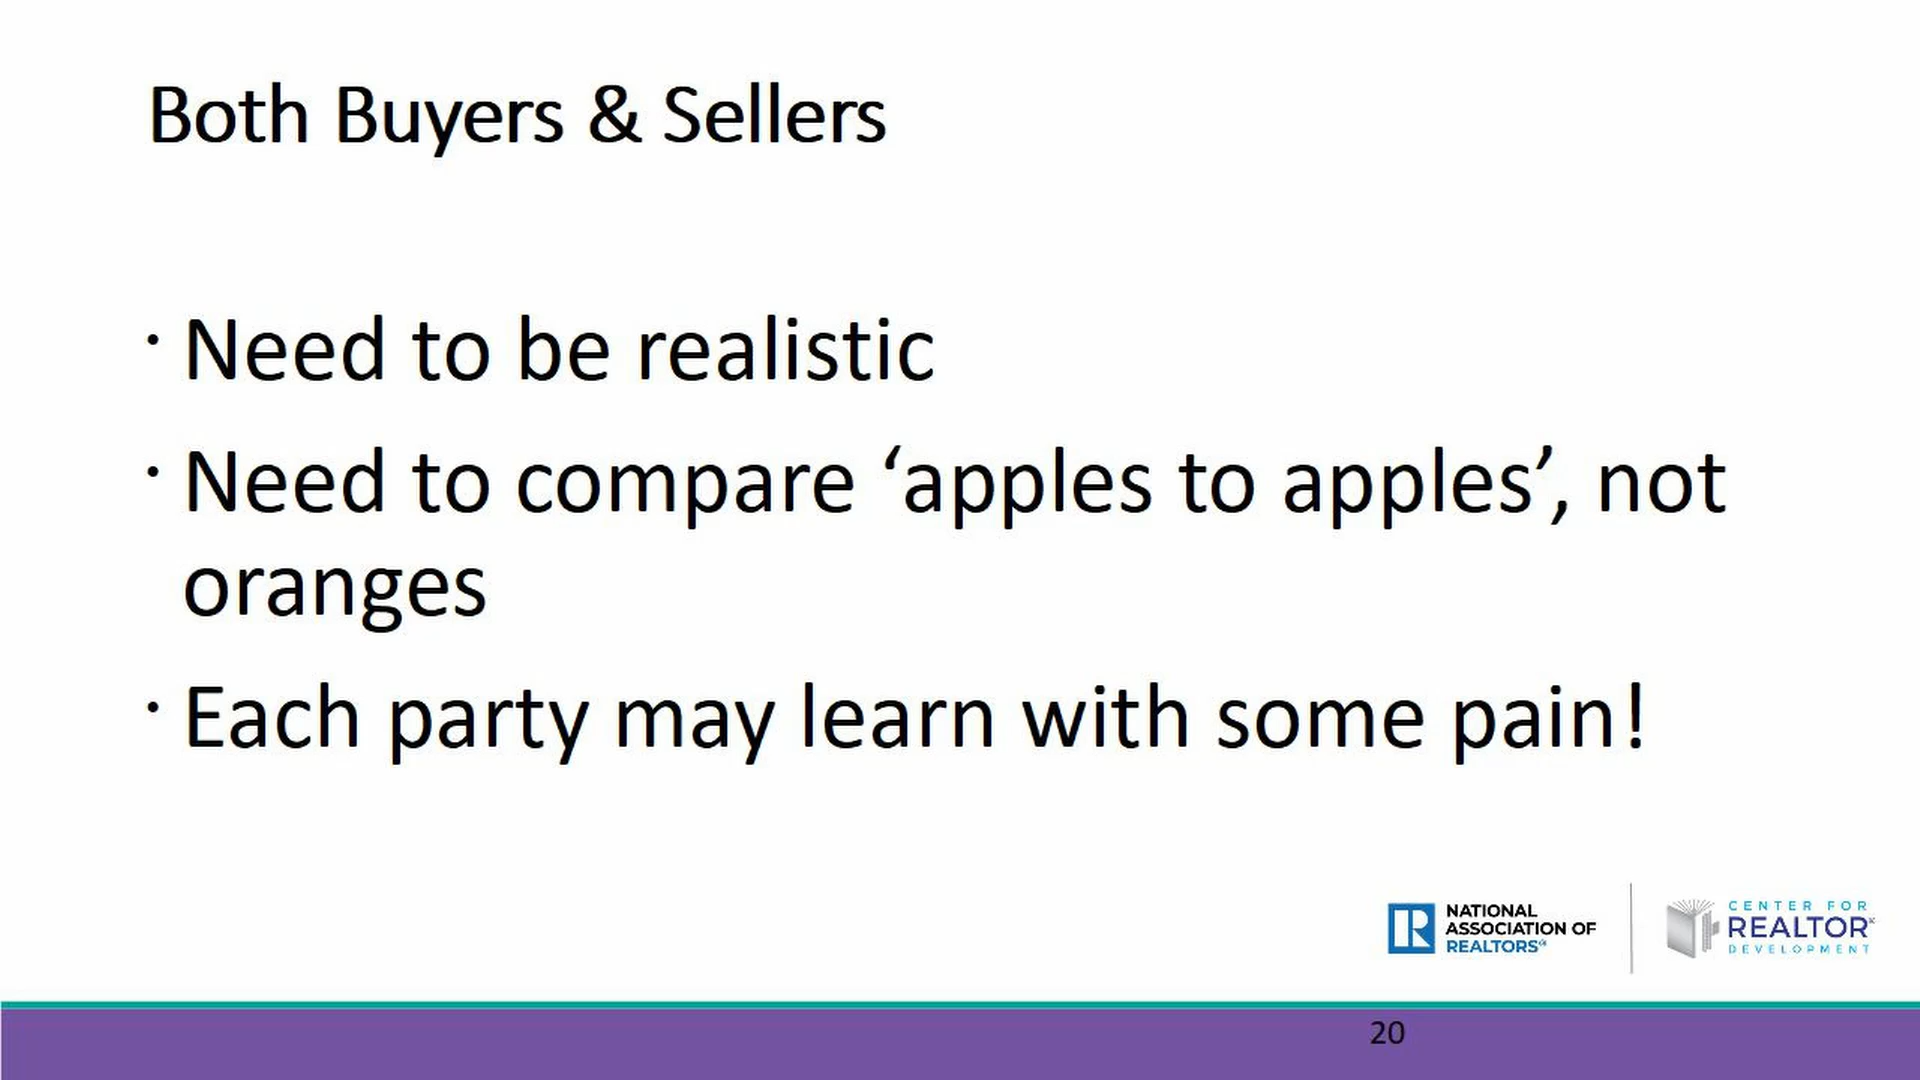 Both Buyers & Sellers
· Need to be realistic
· Need to compare ‘apples to apples’, not
oranges
· Each party may learn with some pain!
NATIONAL
ASSOCIATION OF
REALTORS®
CENTER FOR
REALTOR®
DEVELOPMENT
20